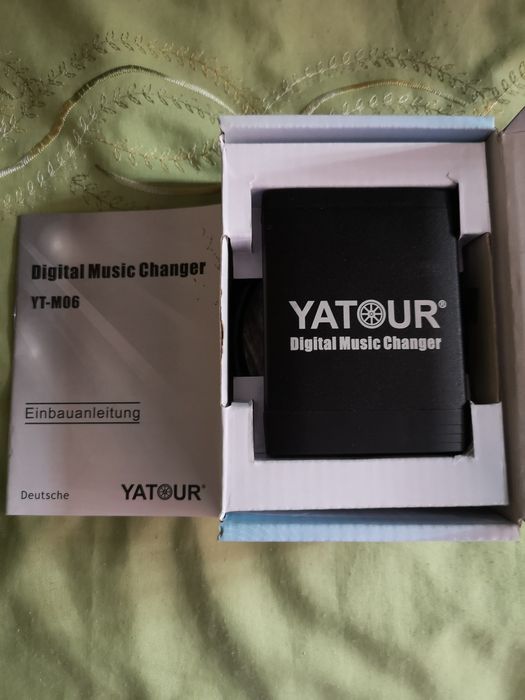 Digital Music Changer
YT-M06
Einbauanleitung
Deutsche
YATOUR®
YATOUR®
Digital Music Changer